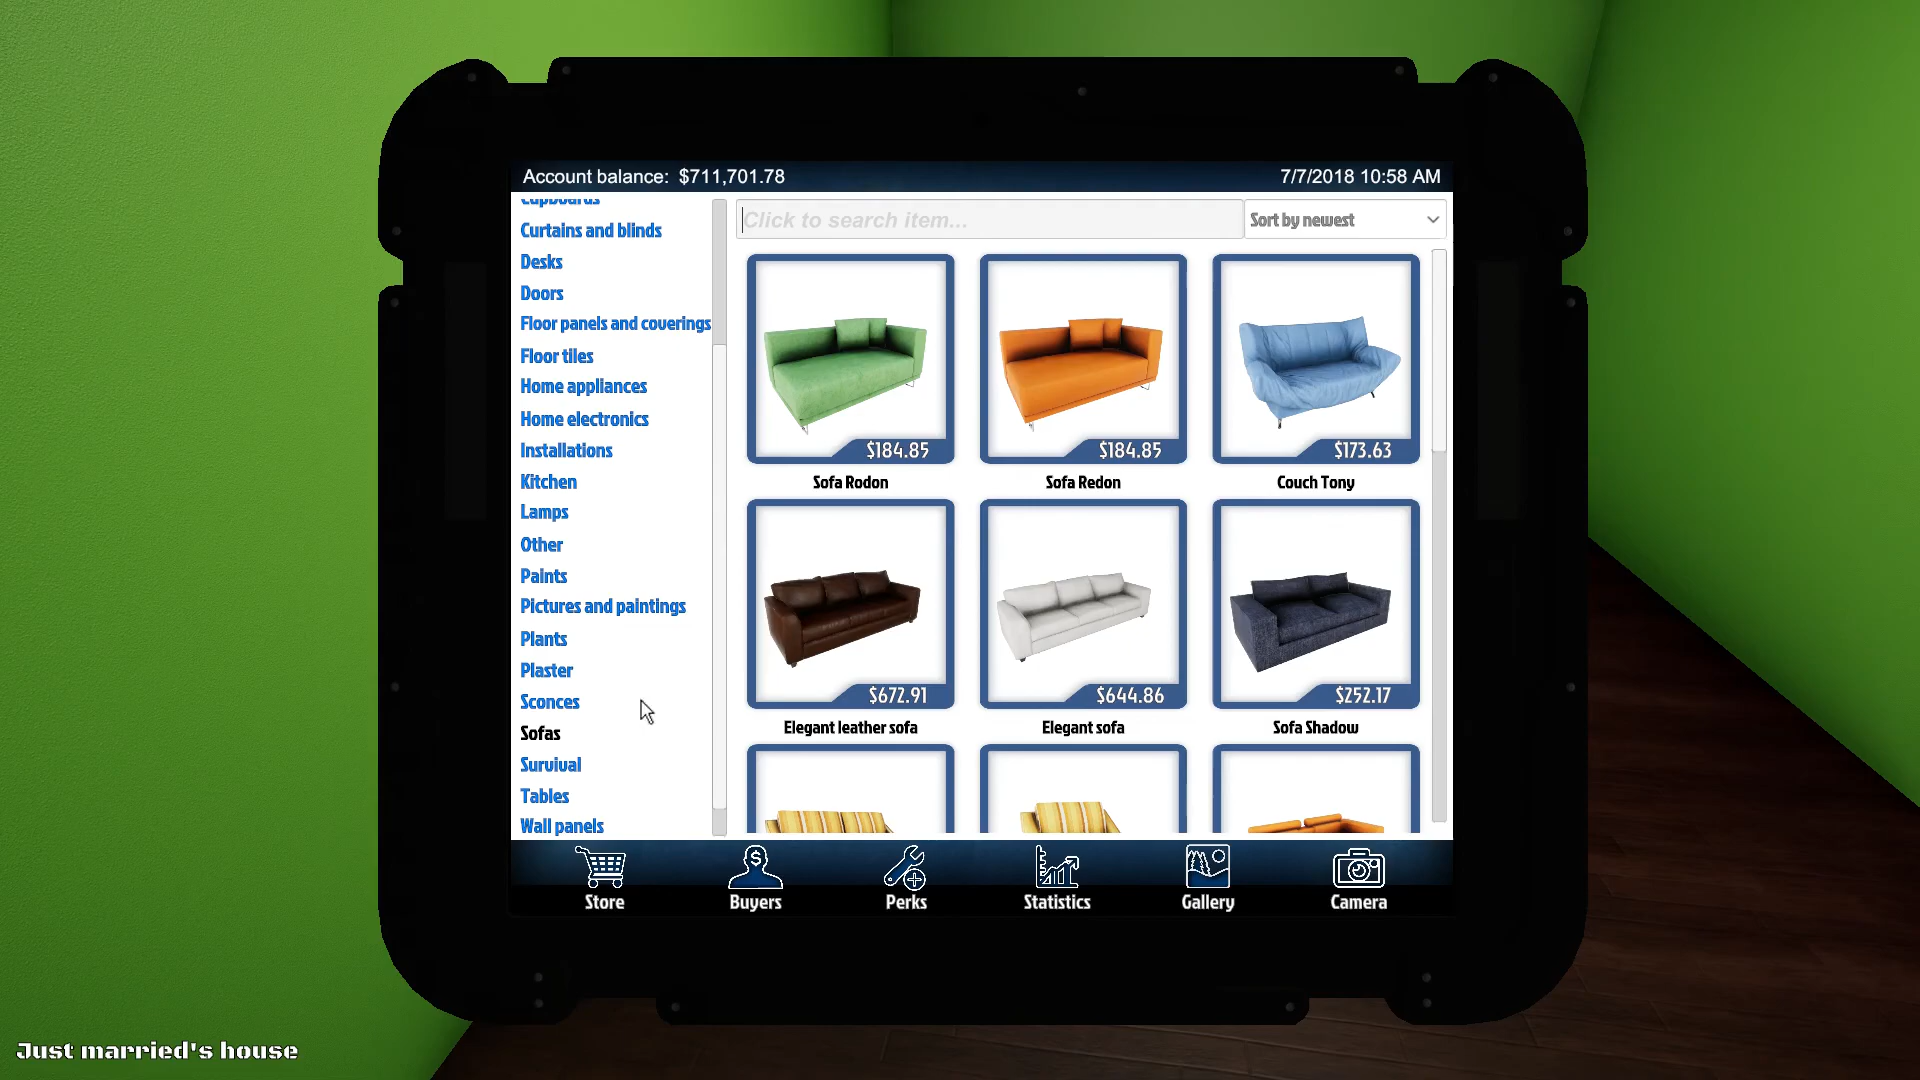 Account balance: $711,701.78
7/7/2018 10:58 AM
Cupboards
Curtains and blinds
Desks
Doors
Floor panels and coverings
Floor tiles
Home appliances
Home electronics
Installations
Kitchen
Lamps
Other
Paints
Pictures and paintings
Plants
Plaster
Sconces
Sofas
Survival
Tables
Wall panels
Click to search item...
Sort by newest
$184.85
$184.85
$173.63
Sofa Rodon
Sofa Redon
Couch Tony
$672.91
$644.86
$252.17
Elegant leather sofa
Elegant sofa
Sofa Shadow
Store
Buyers
Perks
Statistics
Gallery
Camera
Just married's house